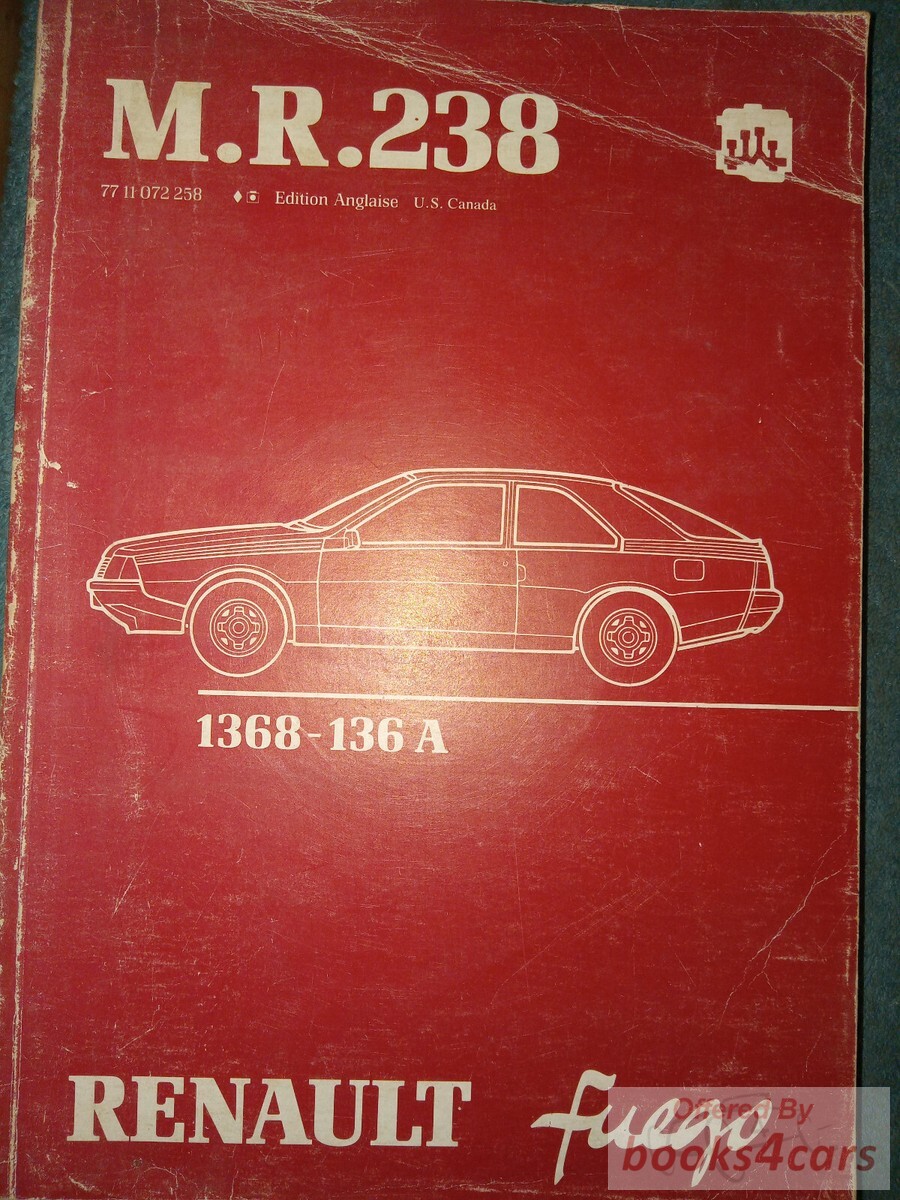 M.R.238
77 11 072 258 Edition Anglaise U.S. Canada
1368-136 A
RENAULT fuego
Offered By
books4cars